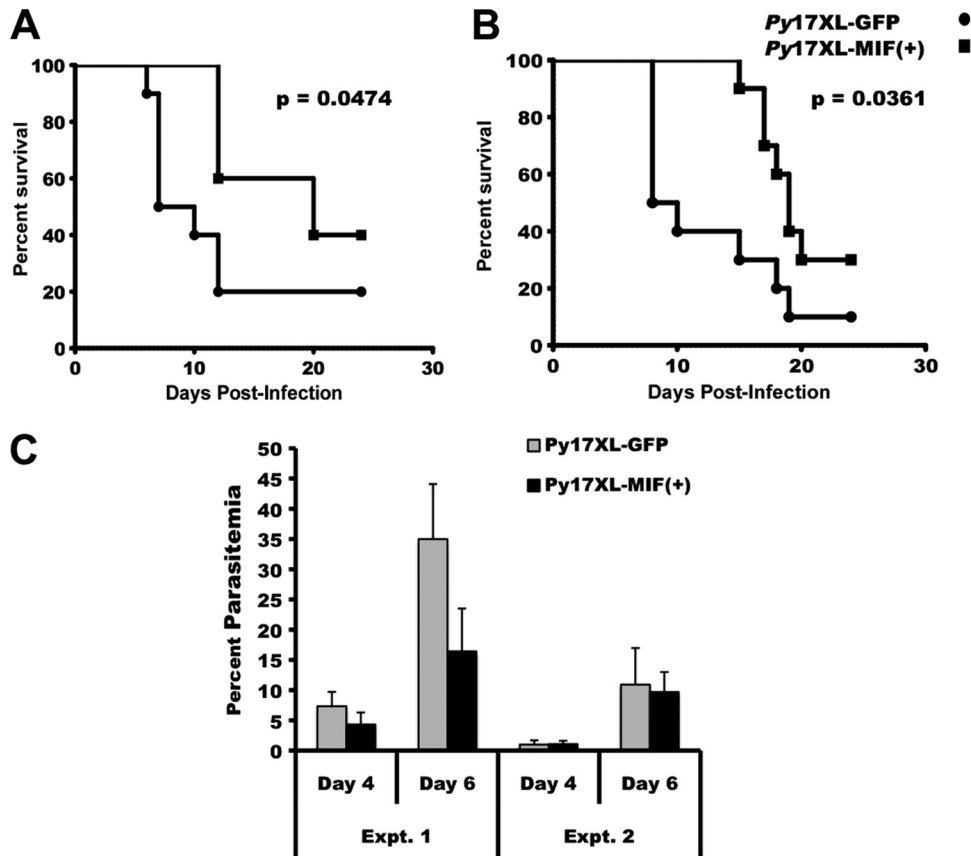 A
B
Py17XL-GFP
Py17XL-MIF(+)
p = 0.0474
p = 0.0361
Percent survival
100
80
60
40
20
0
0 10 20 30
Days Post-Infection
Percent survival
100
80
60
40
20
0
0 10 20 30
Days Post-Infection
C
Py17XL-GFP
Py17XL-MIF(+)
Percent Parasitemia
50
45
40
35
30
25
20
15
10
5
0
Day 4 Day 6 Day 4 Day 6
Expt. 1 Expt. 2